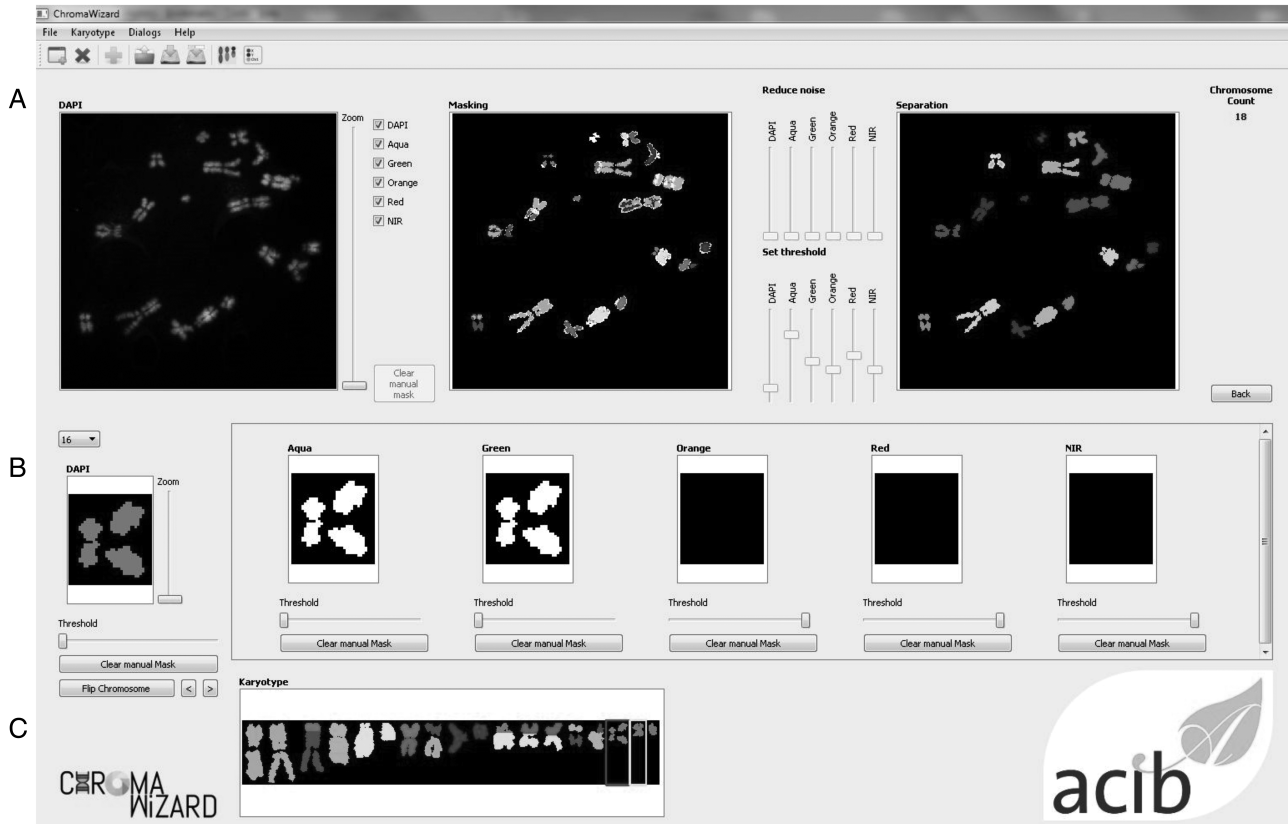 ChromaWizard
File Karyotype Dialogs Help
A
DAPI
Zoom
DAPI
Aqua
Green
Orange
Red
NIR
Clear manual mask
Masking
Reduce noise
DAPI Aqua Green Orange Red NIR
Set threshold
DAPI Aqua Green Orange Red NIR
Separation
Chromosome Count
18
Back
B
16
DAPI
Zoom
Threshold
Clear manual Mask
Flip Chromosome < >
Aqua Green Orange Red NIR
Threshold Threshold Threshold Threshold Threshold
Clear manual Mask Clear manual Mask Clear manual Mask Clear manual Mask Clear manual Mask
C
Karyotype
CHROMA
WiZARD
acib